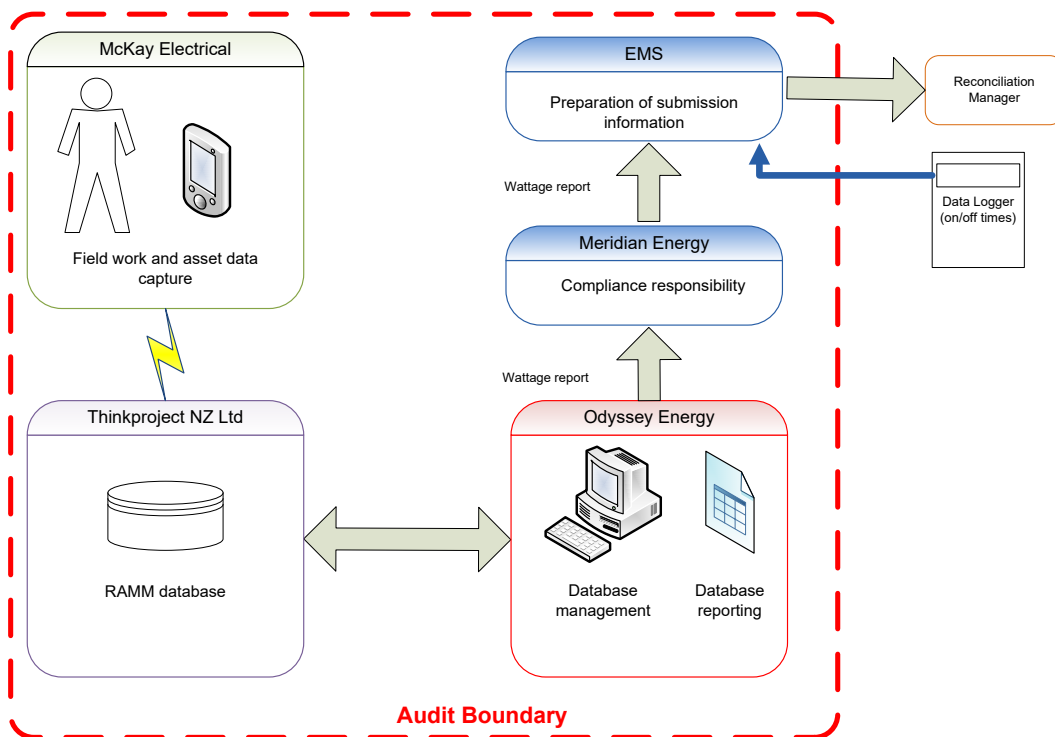 McKay Electrical
Field work and asset data
capture
EMS
Preparation of submission
information
Reconciliation
Manager
Data Logger
(on/off times)
Wattage report
Meridian Energy
Compliance responsibility
Wattage report
Thinkproject NZ Ltd
RAMM database
Odyssey Energy
Database
management
Database
reporting
Audit Boundary